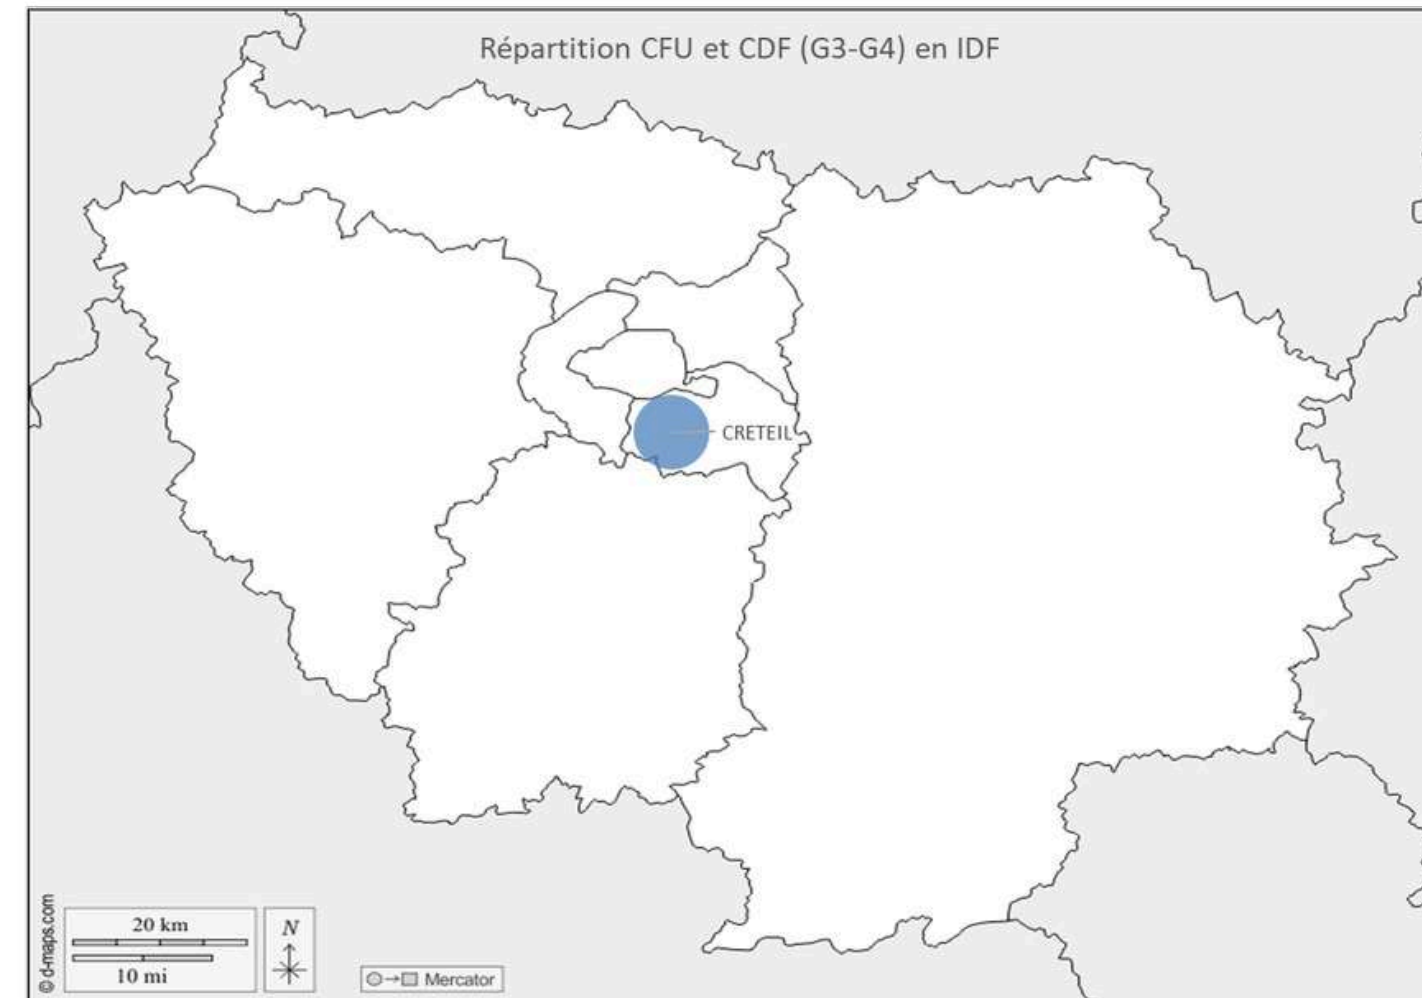 Répartition CFU et CDF (G3-G4) en IDF
CRETEIL
© d-maps.com
20 km
10 mi
N
Mercator